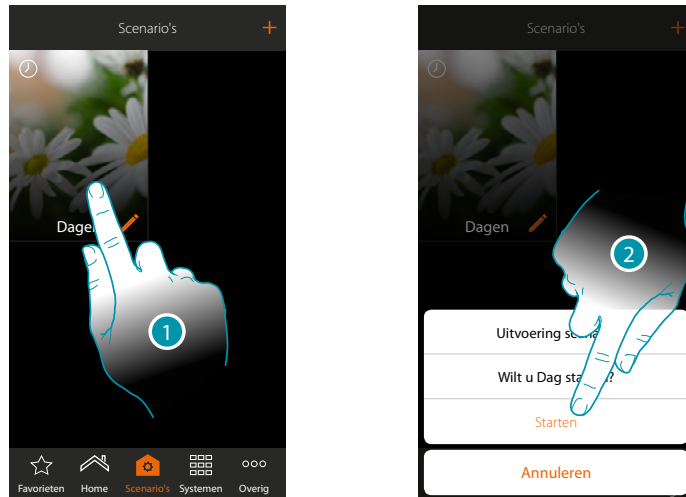 Scenario's +
Dagen
1
Favorieten Home Scenario's Systemen Overig
Scenario's +
Dagen
2
Uitvoering
Wilt u Dag ?
Starten
Annuleren